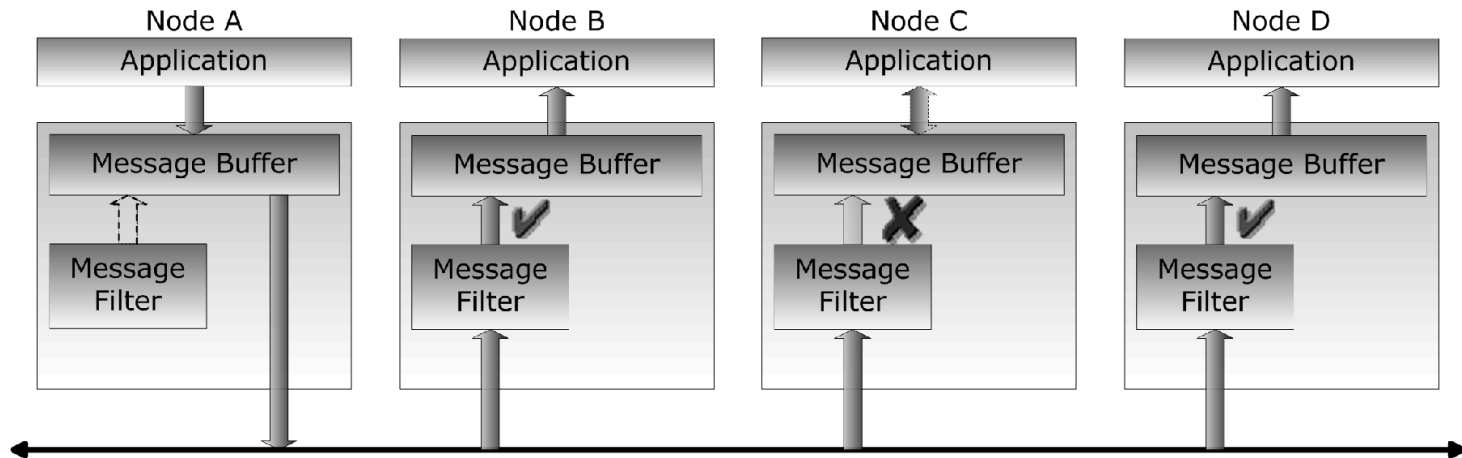 Node A
Node B
Node C
Node D
Application
Application
Application
Application
Message Buffer
Message Buffer
Message Buffer
Message Buffer
Message
Filter
Message
Filter
Message
Filter
Message
Filter